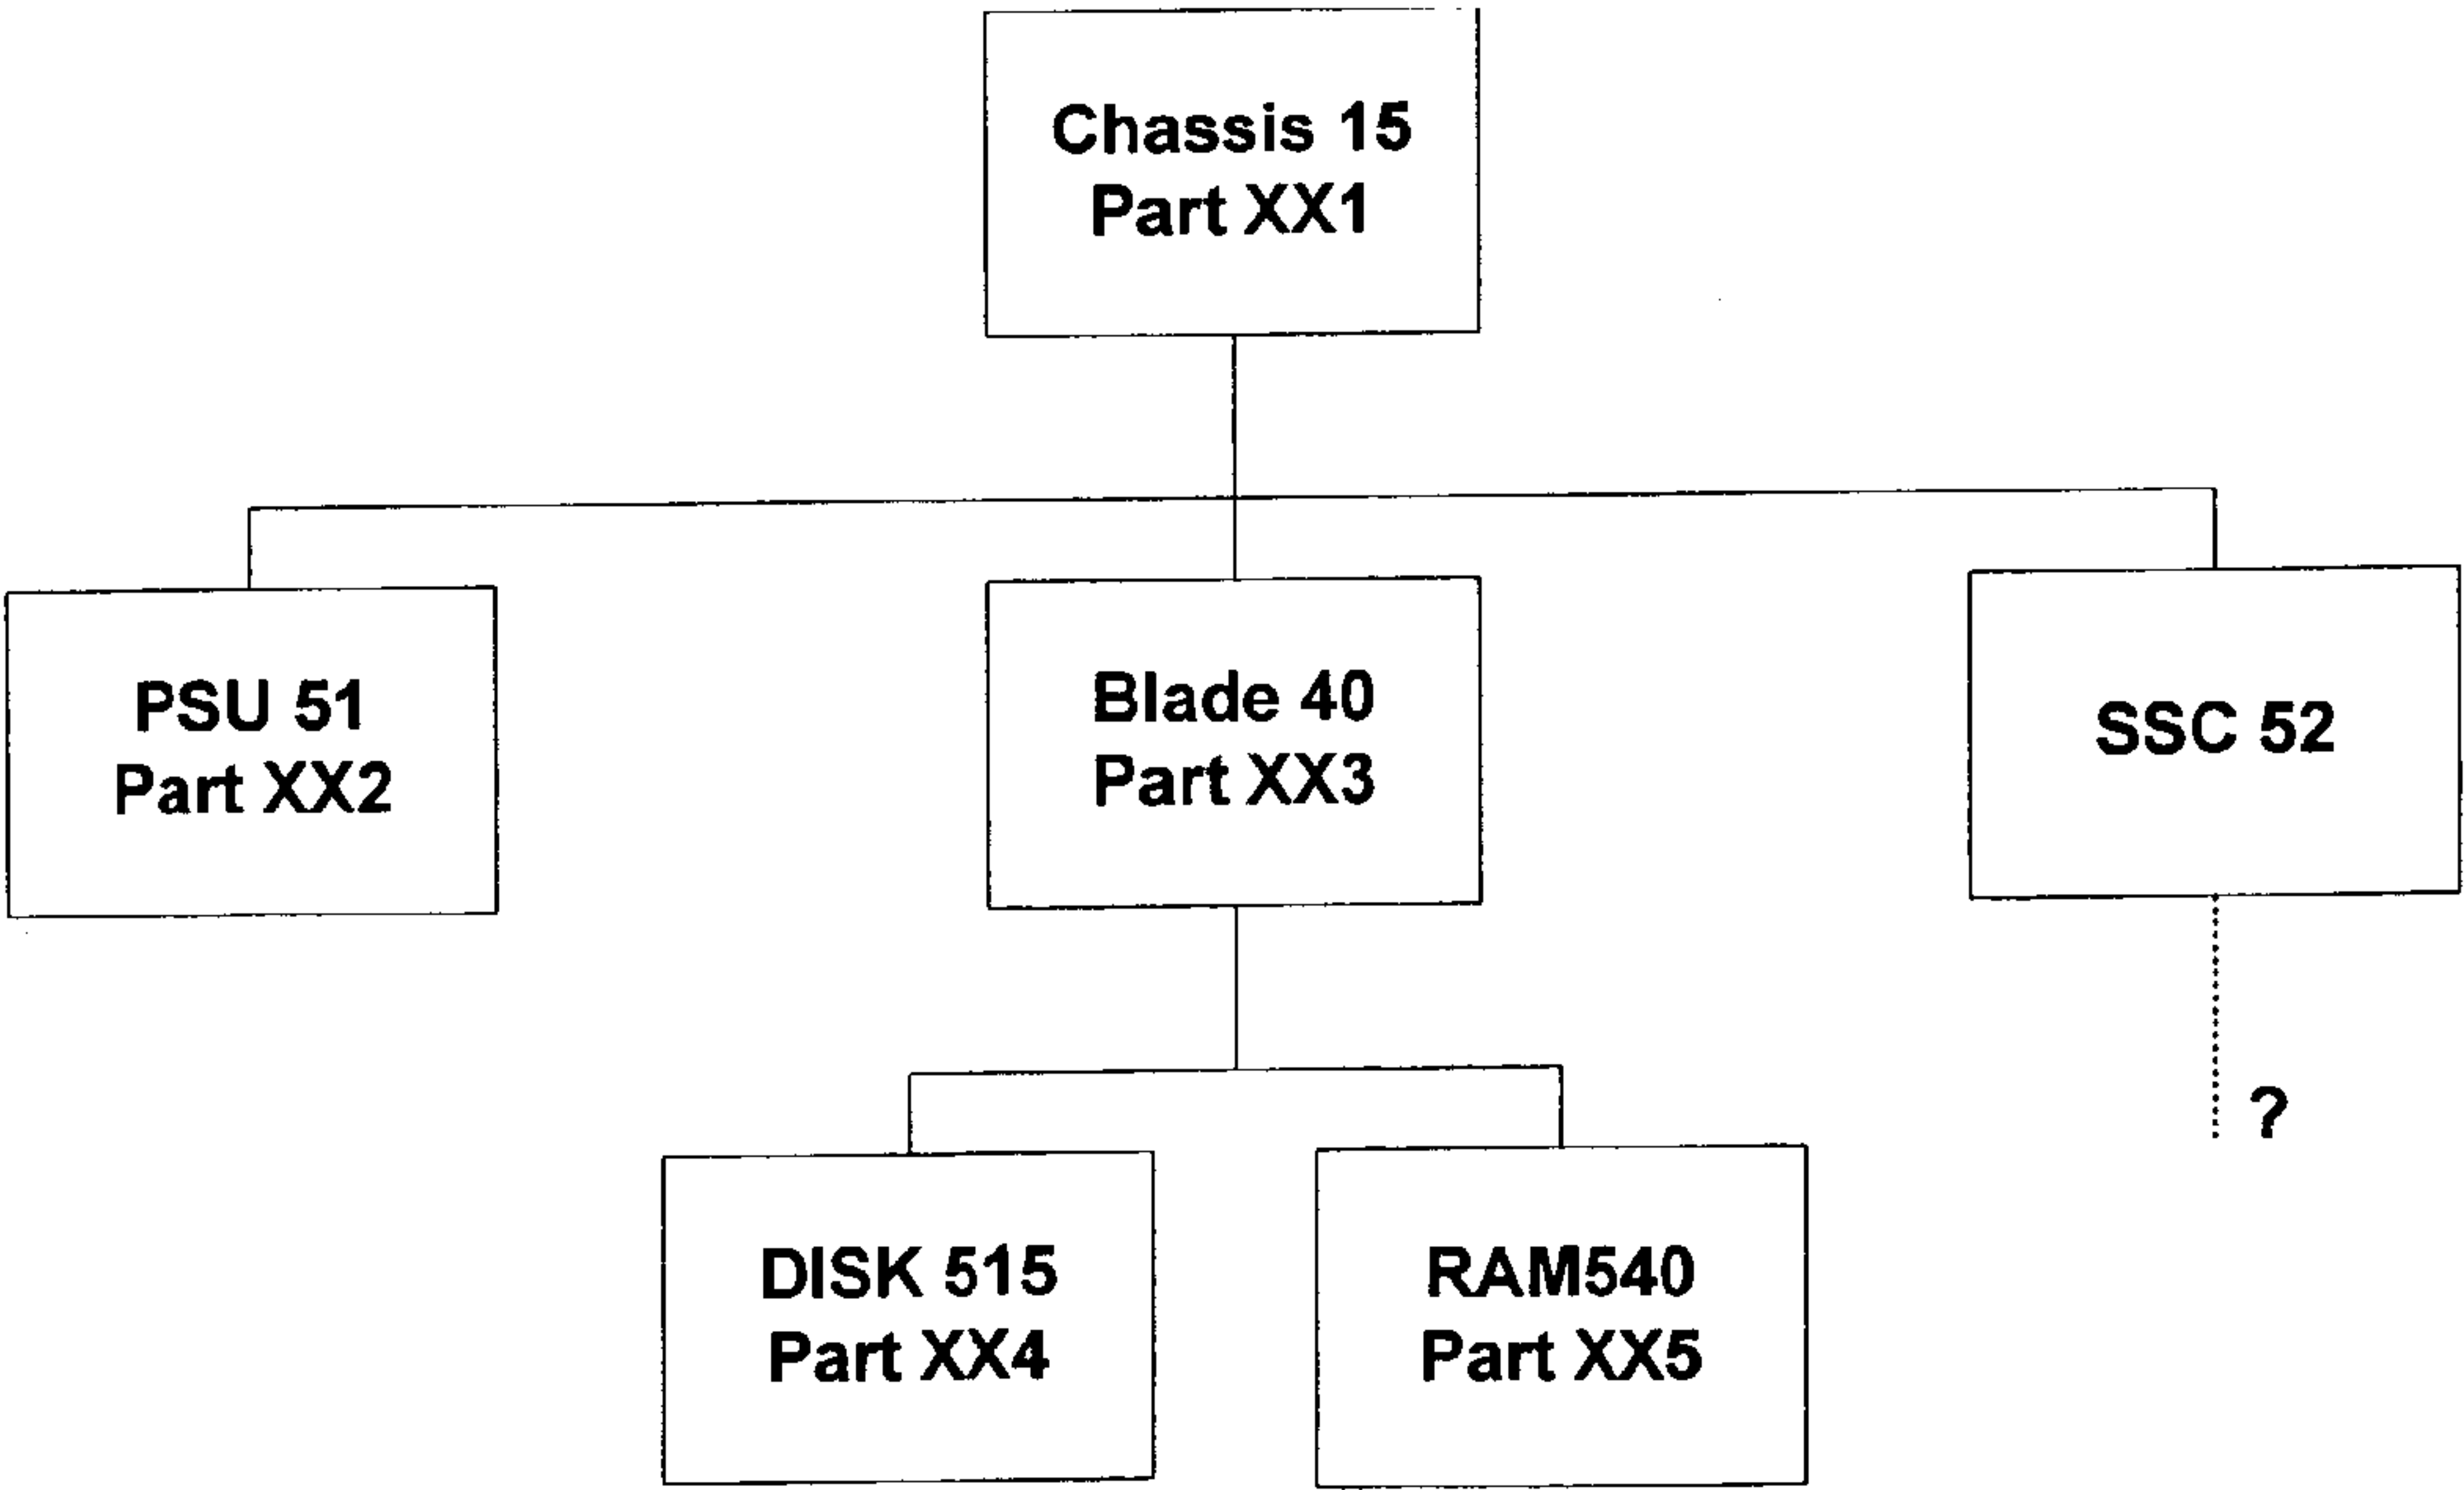 Chassis 15
Part XX1
PSU 51
Part XX2
Blade 40
Part XX3
SSC 52
?
DISK 515
Part XX4
RAM540
Part XX5